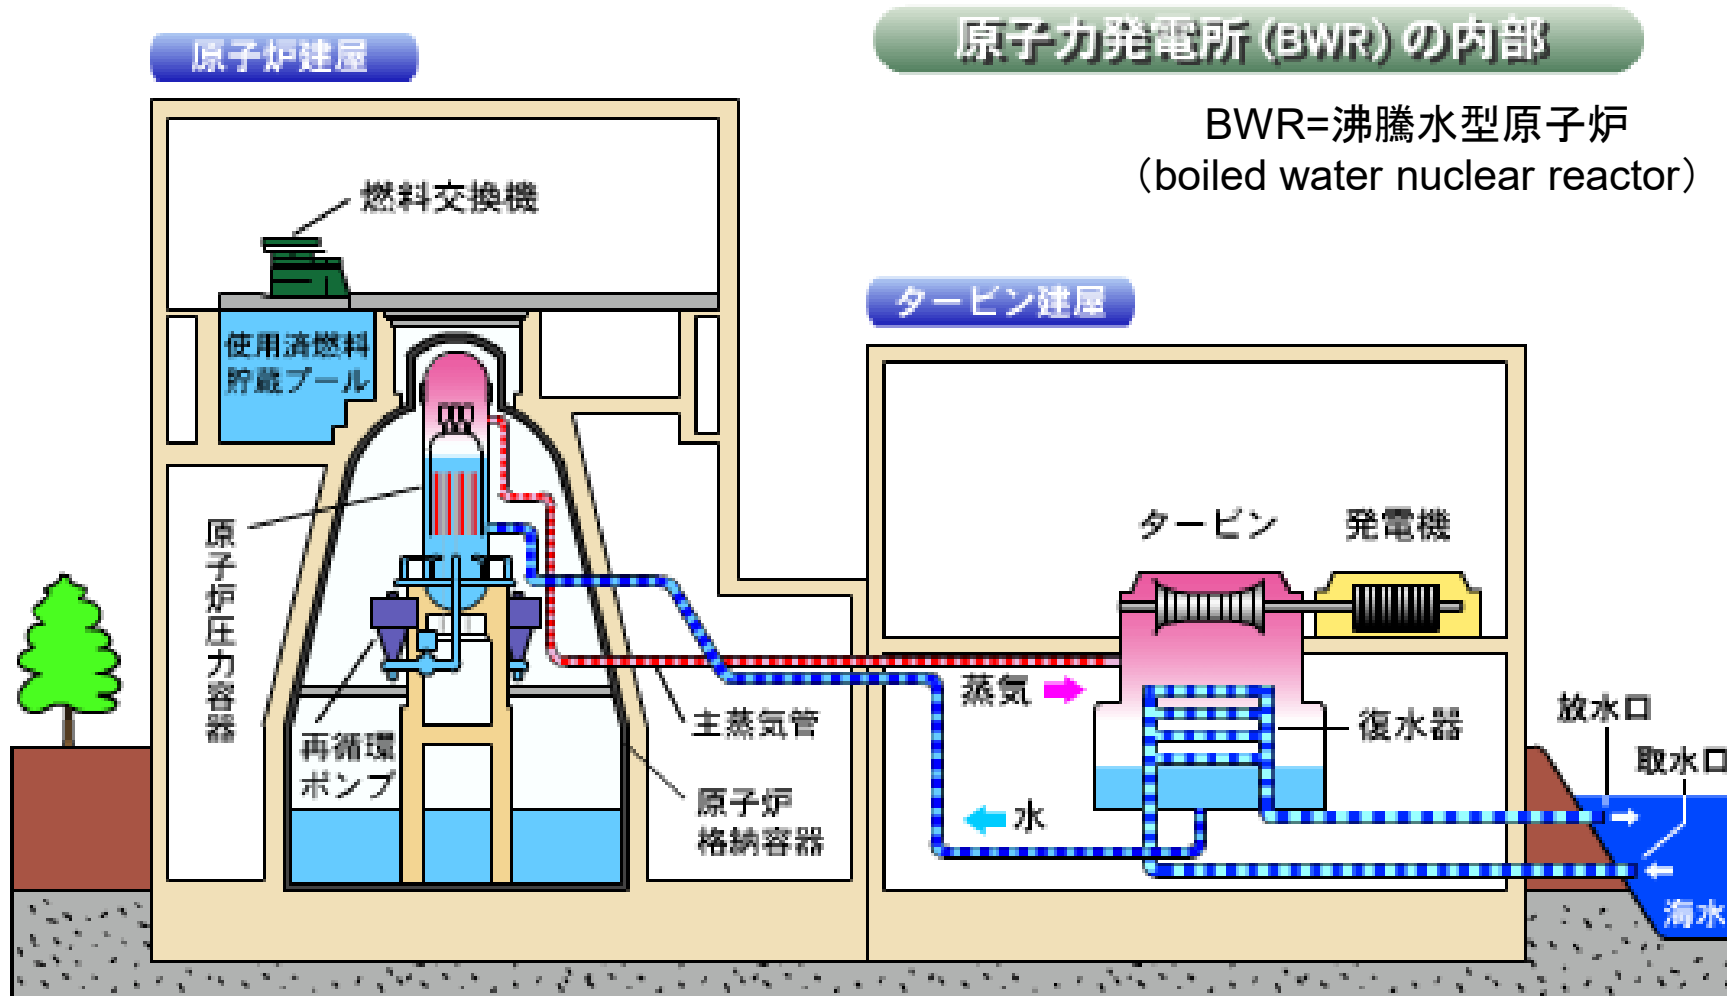 原子力発電所(BWR)の内部
BWR=沸騰水型原子炉
（boiled water nuclear reactor）
原子炉建屋
燃料交換機
使用済燃料
貯蔵プール
原子炉圧力容器
再循環
ポンプ
主蒸気管
原子炉
格納容器
タービン建屋
タービン
発電機
蒸気
復水器
水
放水口
取水口
海水